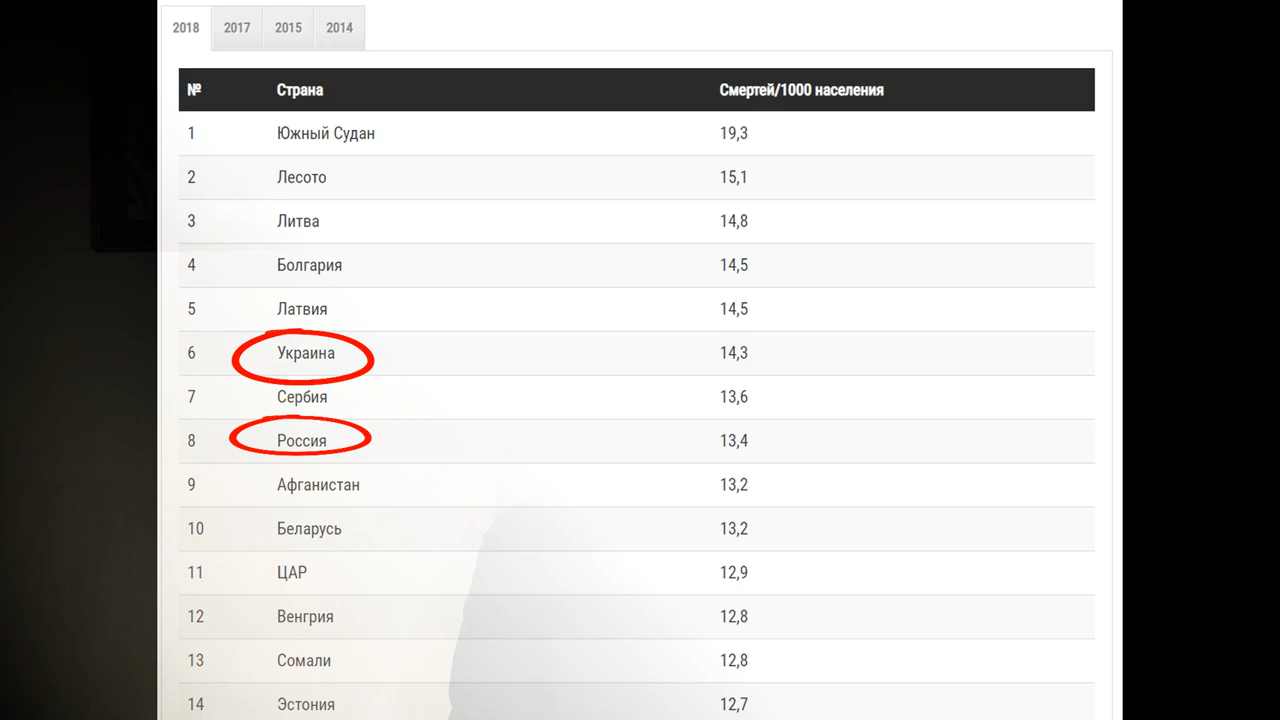 2018 2017 2015 2014
№ Страна Смертей/1000 населения
1 Южный Судан 19,3
2 Лесото 15,1
3 Литва 14,8
4 Болгария 14,5
5 Латвия 14,5
6 Украина 14,3
7 Сербия 13,6
8 Россия 13,4
9 Афганистан 13,2
10 Беларусь 13,2
11 ЦАР 12,9
12 Венгрия 12,8
13 Сомали 12,8
14 Эстония 12,7